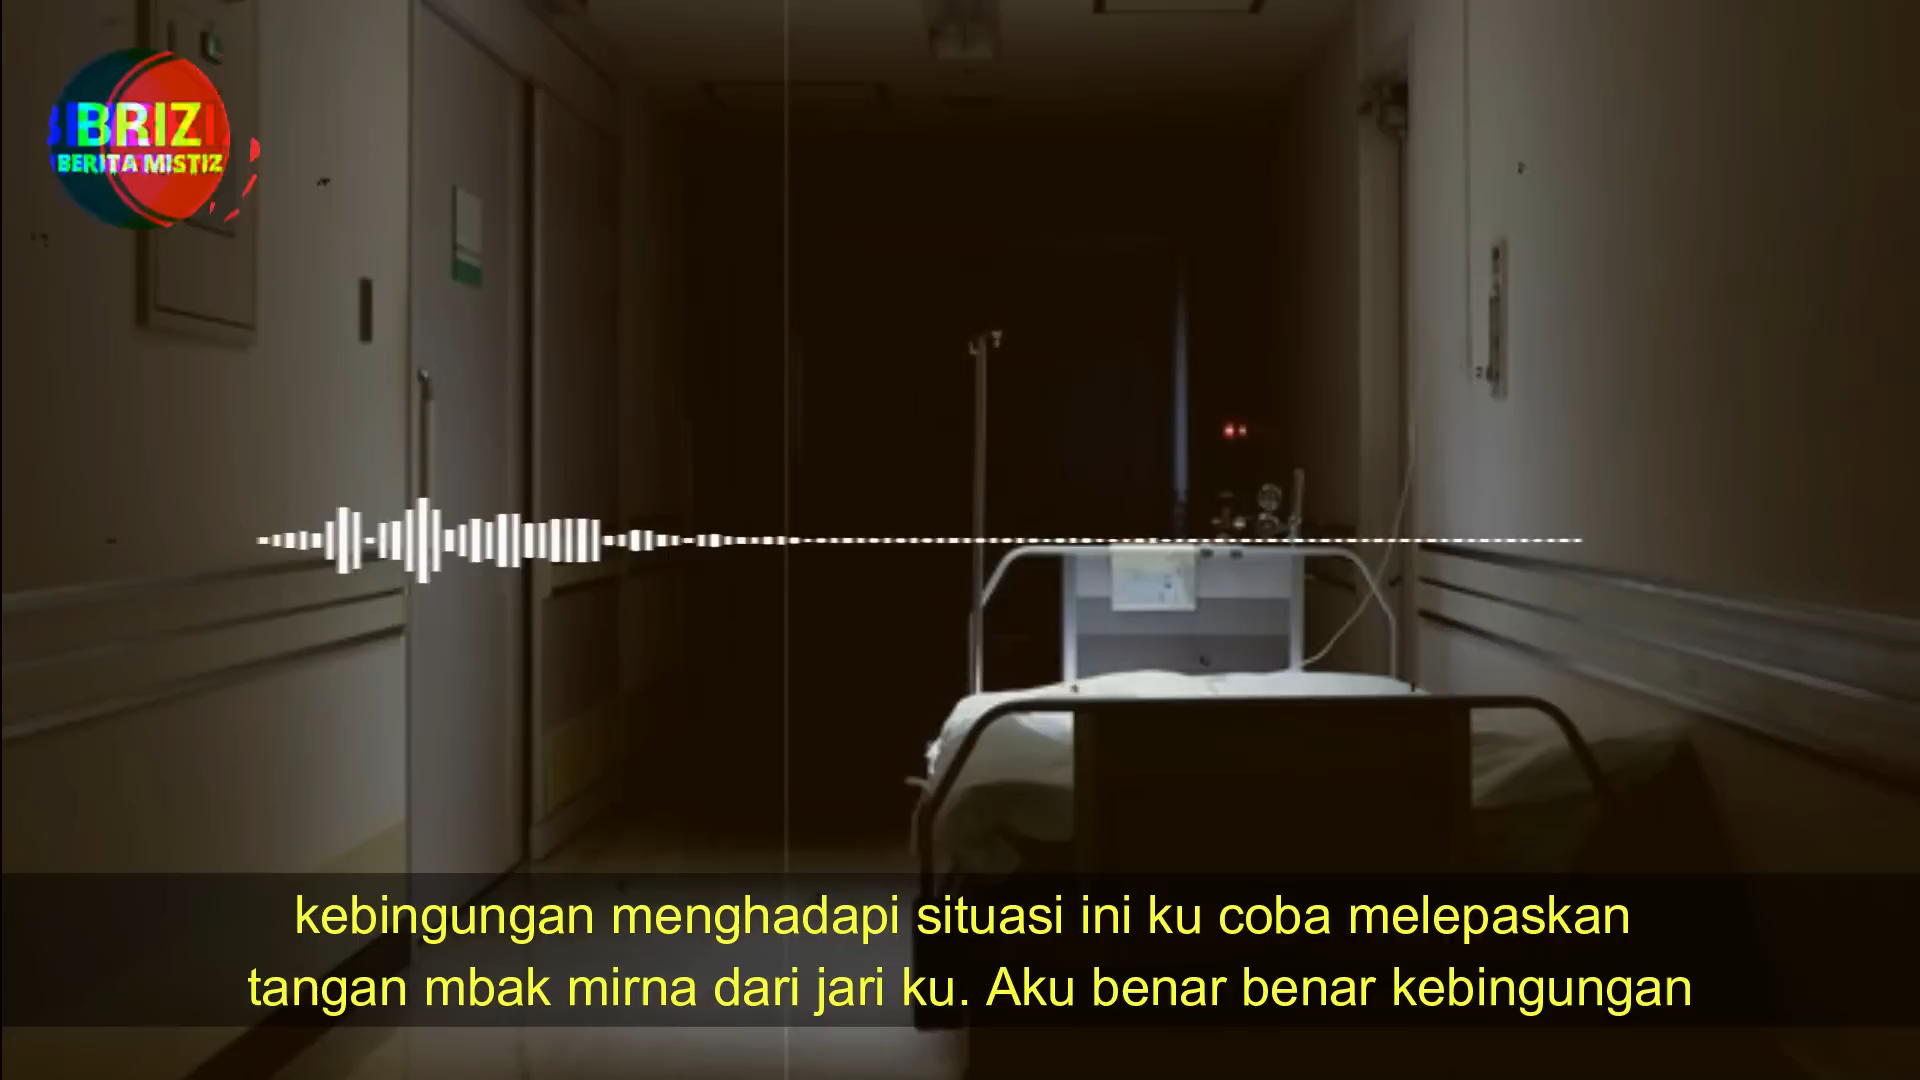 BRIZ
BERITA MISTIZ
kebingungan menghadapi situasi ini ku coba melepaskan
tangan mbak mirna dari jari ku. Aku benar benar kebingungan